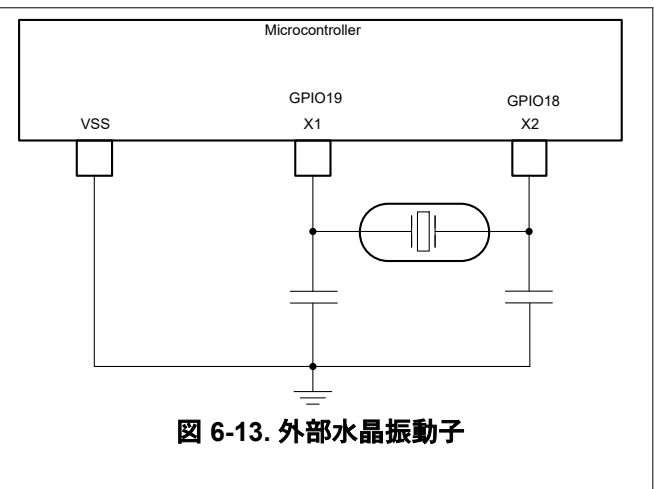 Microcontroller
GPIO19
GPIO18
VSS
X1
X2
図 6-13. 外部水晶振動子